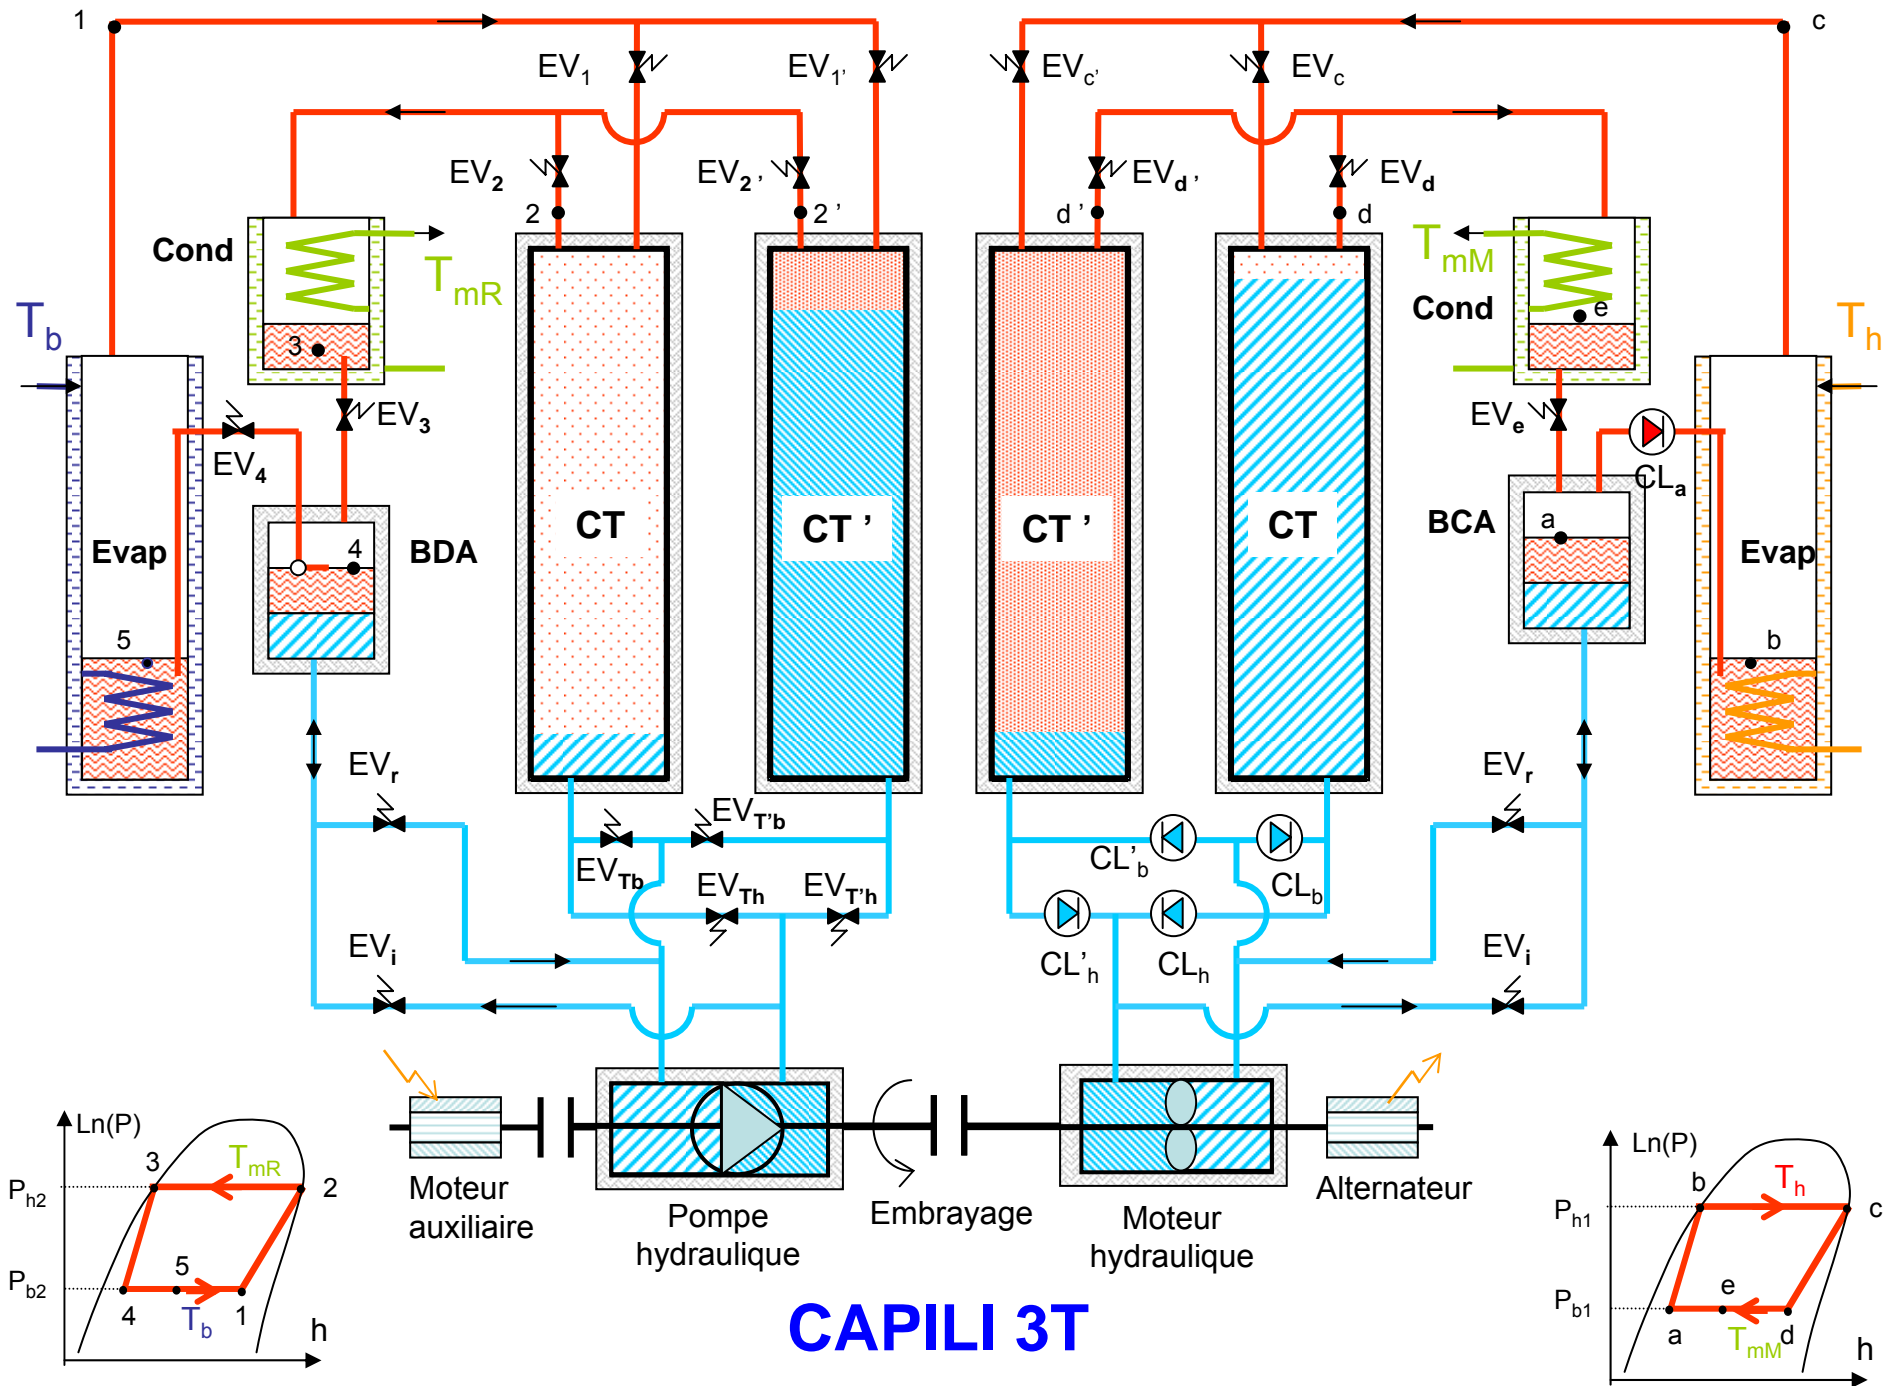 1
c
EV1
EV1'
EVc'
EVc
EV2
EV2'
EVd'
EVd
2
2'
d'
d
Cond
TmR
TmM
Cond
Tb
Th
3
e
EV3
EVe
EV4
CLa
CT
CT'
CT'
CT
BDA
BCA
Evap
Evap
4
a
5
b
EVr
EVr
EVT'b
EVTb
CL'b
CLb
EVTh
EVT'h
EVi
EVi
CL'h
CLh
Moteur
auxiliaire
Pompe
hydraulique
Embrayage
Moteur
hydraulique
Alternateur
Ln(P)
3
TmR
2
Ph2
5
Pb2
4
Tb
1
h
Ln(P)
b
Th
c
Ph1
e
Pb1
a
TmM
d
h
CAPILI 3T